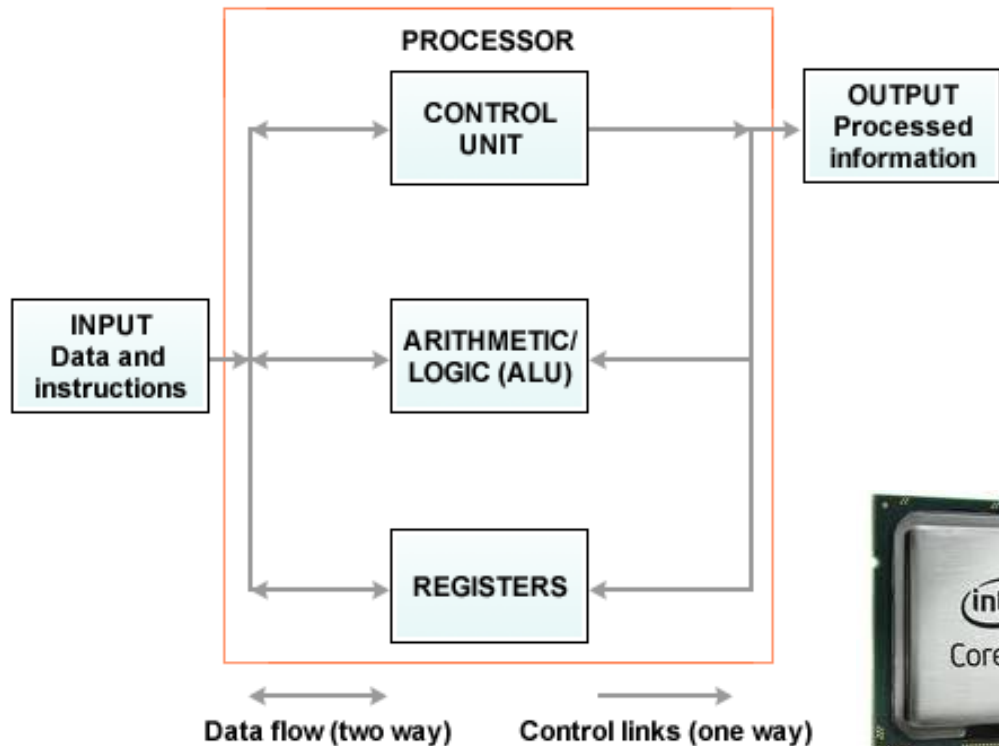 PROCESSOR
CONTROL
UNIT
OUTPUT
Processed
information
INPUT
Data and
instructions
ARITHMETIC/
LOGIC (ALU)
REGISTERS
Core
Data flow (two way)
Control links (one way)